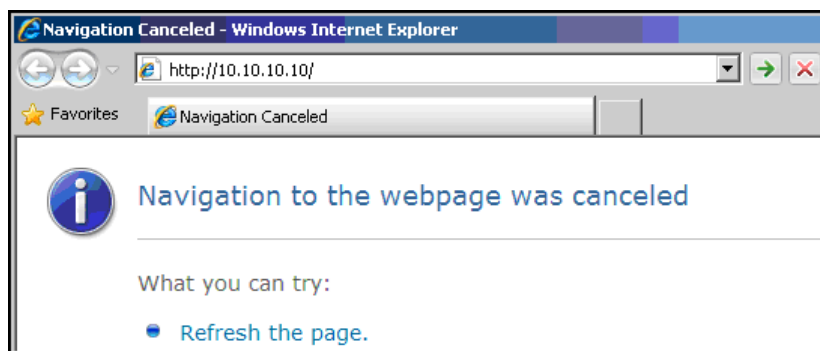 Navigation Canceled - Windows Internet Explorer
http://10.10.10.10/
Favorites Navigation Canceled
Navigation to the webpage was canceled
What you can try:
Refresh the page.